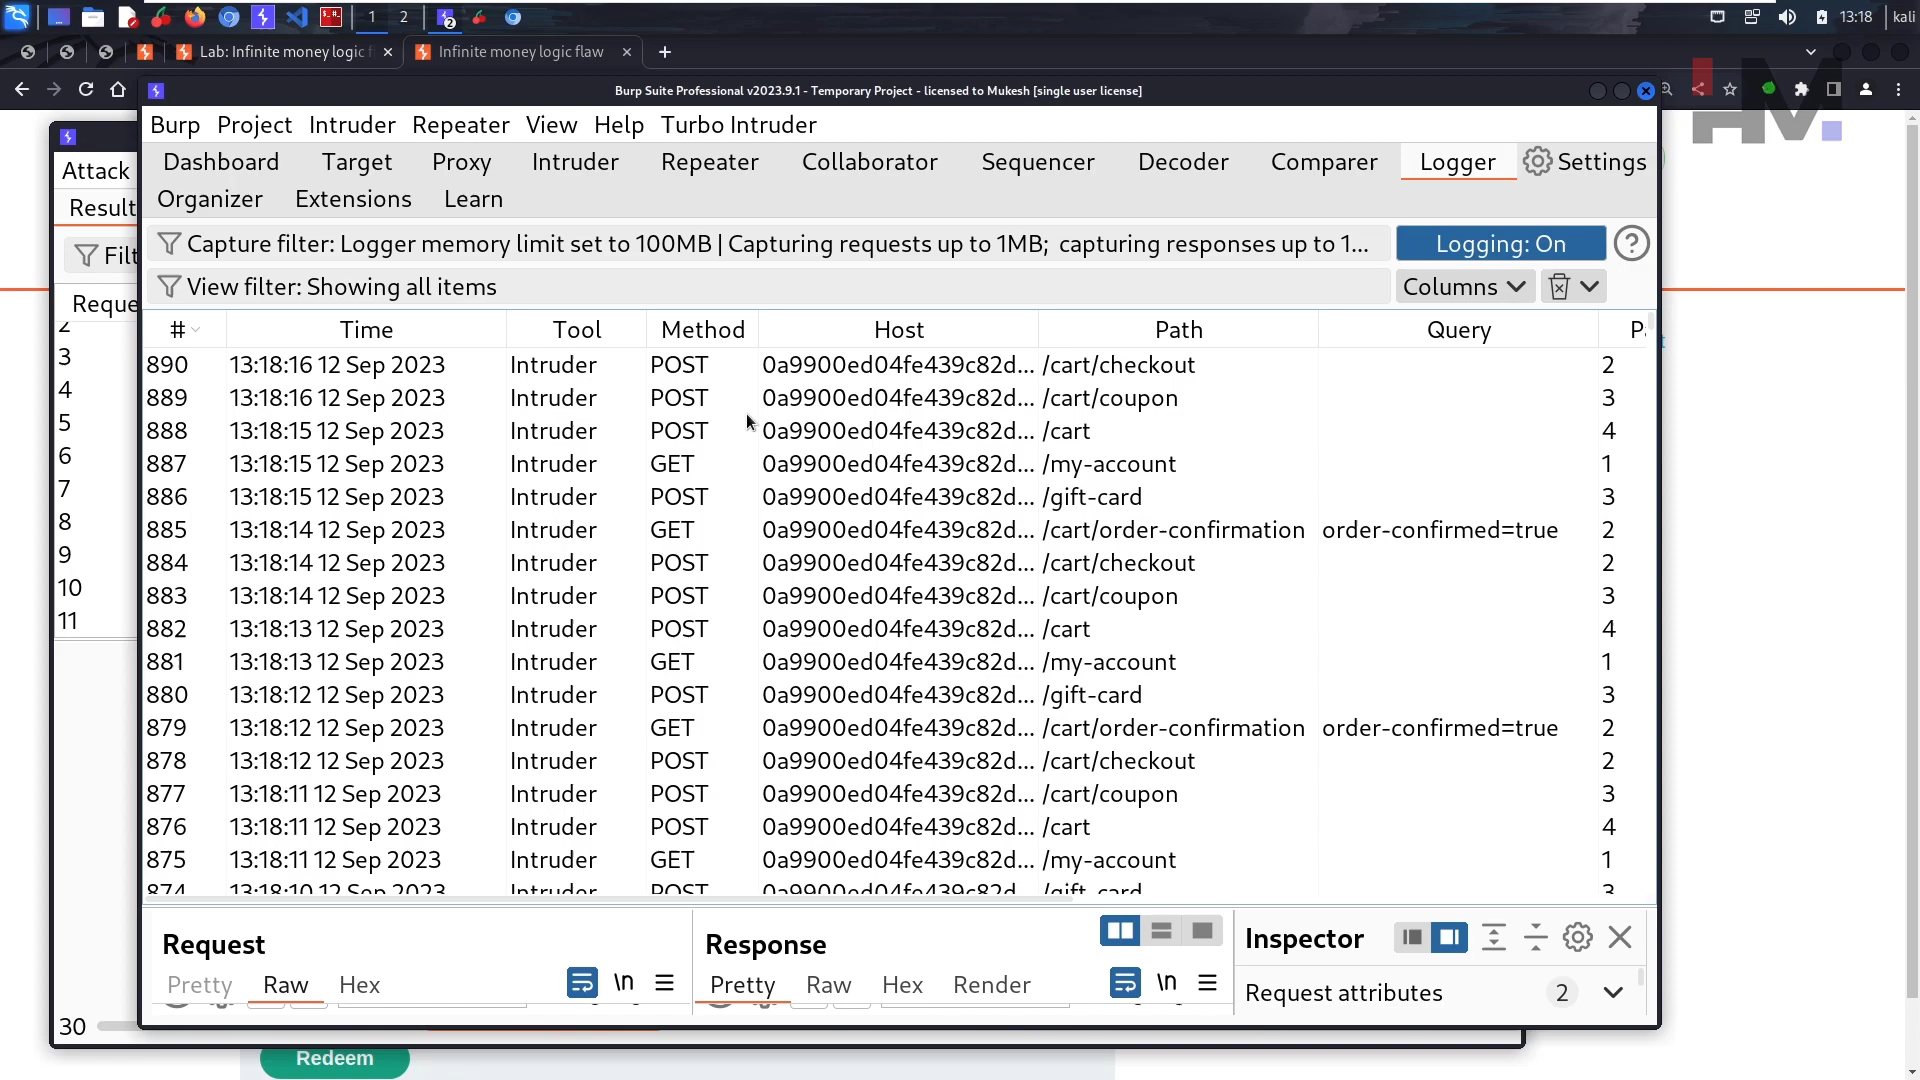 1 2 2 13:18 kali
Lab: Infinite money logic f Infinite money logic flaw
HM
Burp Suite Professional v2023.9.1 - Temporary Project - licensed to Mukesh [single user license]
Burp Project Intruder Repeater View Help Turbo Intruder
Dashboard Target Proxy Intruder Repeater Collaborator Sequencer Decoder Comparer Logger Settings
Organizer Extensions Learn
Attack
Result
Filt
Reque
2
3
4
5
6
7
8
9
10
11
30
Capture filter: Logger memory limit set to 100MB | Capturing requests up to 1MB; capturing responses up to 1... Logging: On
View filter: Showing all items Columns
# Time Tool Method Host Path Query P
890 13:18:16 12 Sep 2023 Intruder POST 0a9900ed04fe439c82d... /cart/checkout 2
889 13:18:16 12 Sep 2023 Intruder POST 0a9900ed04fe439c82d... /cart/coupon 3
888 13:18:15 12 Sep 2023 Intruder POST 0a9900ed04fe439c82d... /cart 4
887 13:18:15 12 Sep 2023 Intruder GET 0a9900ed04fe439c82d... /my-account 1
886 13:18:15 12 Sep 2023 Intruder POST 0a9900ed04fe439c82d... /gift-card 3
885 13:18:14 12 Sep 2023 Intruder GET 0a9900ed04fe439c82d... /cart/order-confirmation order-confirmed=true 2
884 13:18:14 12 Sep 2023 Intruder POST 0a9900ed04fe439c82d... /cart/checkout 2
883 13:18:14 12 Sep 2023 Intruder POST 0a9900ed04fe439c82d... /cart/coupon 3
882 13:18:13 12 Sep 2023 Intruder POST 0a9900ed04fe439c82d... /cart 4
881 13:18:13 12 Sep 2023 Intruder GET 0a9900ed04fe439c82d... /my-account 1
880 13:18:12 12 Sep 2023 Intruder POST 0a9900ed04fe439c82d... /gift-card 3
879 13:18:12 12 Sep 2023 Intruder GET 0a9900ed04fe439c82d... /cart/order-confirmation order-confirmed=true 2
878 13:18:12 12 Sep 2023 Intruder POST 0a9900ed04fe439c82d... /cart/checkout 2
877 13:18:11 12 Sep 2023 Intruder POST 0a9900ed04fe439c82d... /cart/coupon 3
876 13:18:11 12 Sep 2023 Intruder POST 0a9900ed04fe439c82d... /cart 4
875 13:18:11 12 Sep 2023 Intruder GET 0a9900ed04fe439c82d... /my-account 1
874 13:18:10 12 Sep 2023 Intruder POST 0a9900ed04fe439c82d... /gift-card 3
Request Response Inspector
Pretty Raw Hex \n Pretty Raw Hex Render \n Request attributes 2
Redeem